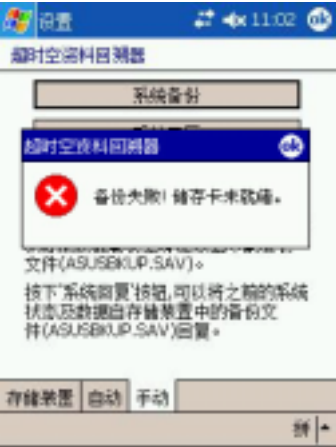 设置 11:02 ok
超时空资料回溯器
系统备份
超时空资料回溯器 ok
备份失败! 储存卡未就绪。
文件(ASUSBKUP.SAV)。
按下'系统回复'按钮,可以将之前的系统
状态及数据自存储装置中的备份文
件(ASUSBKUP.SAV)回复。
存储装置 自动 手动
拼